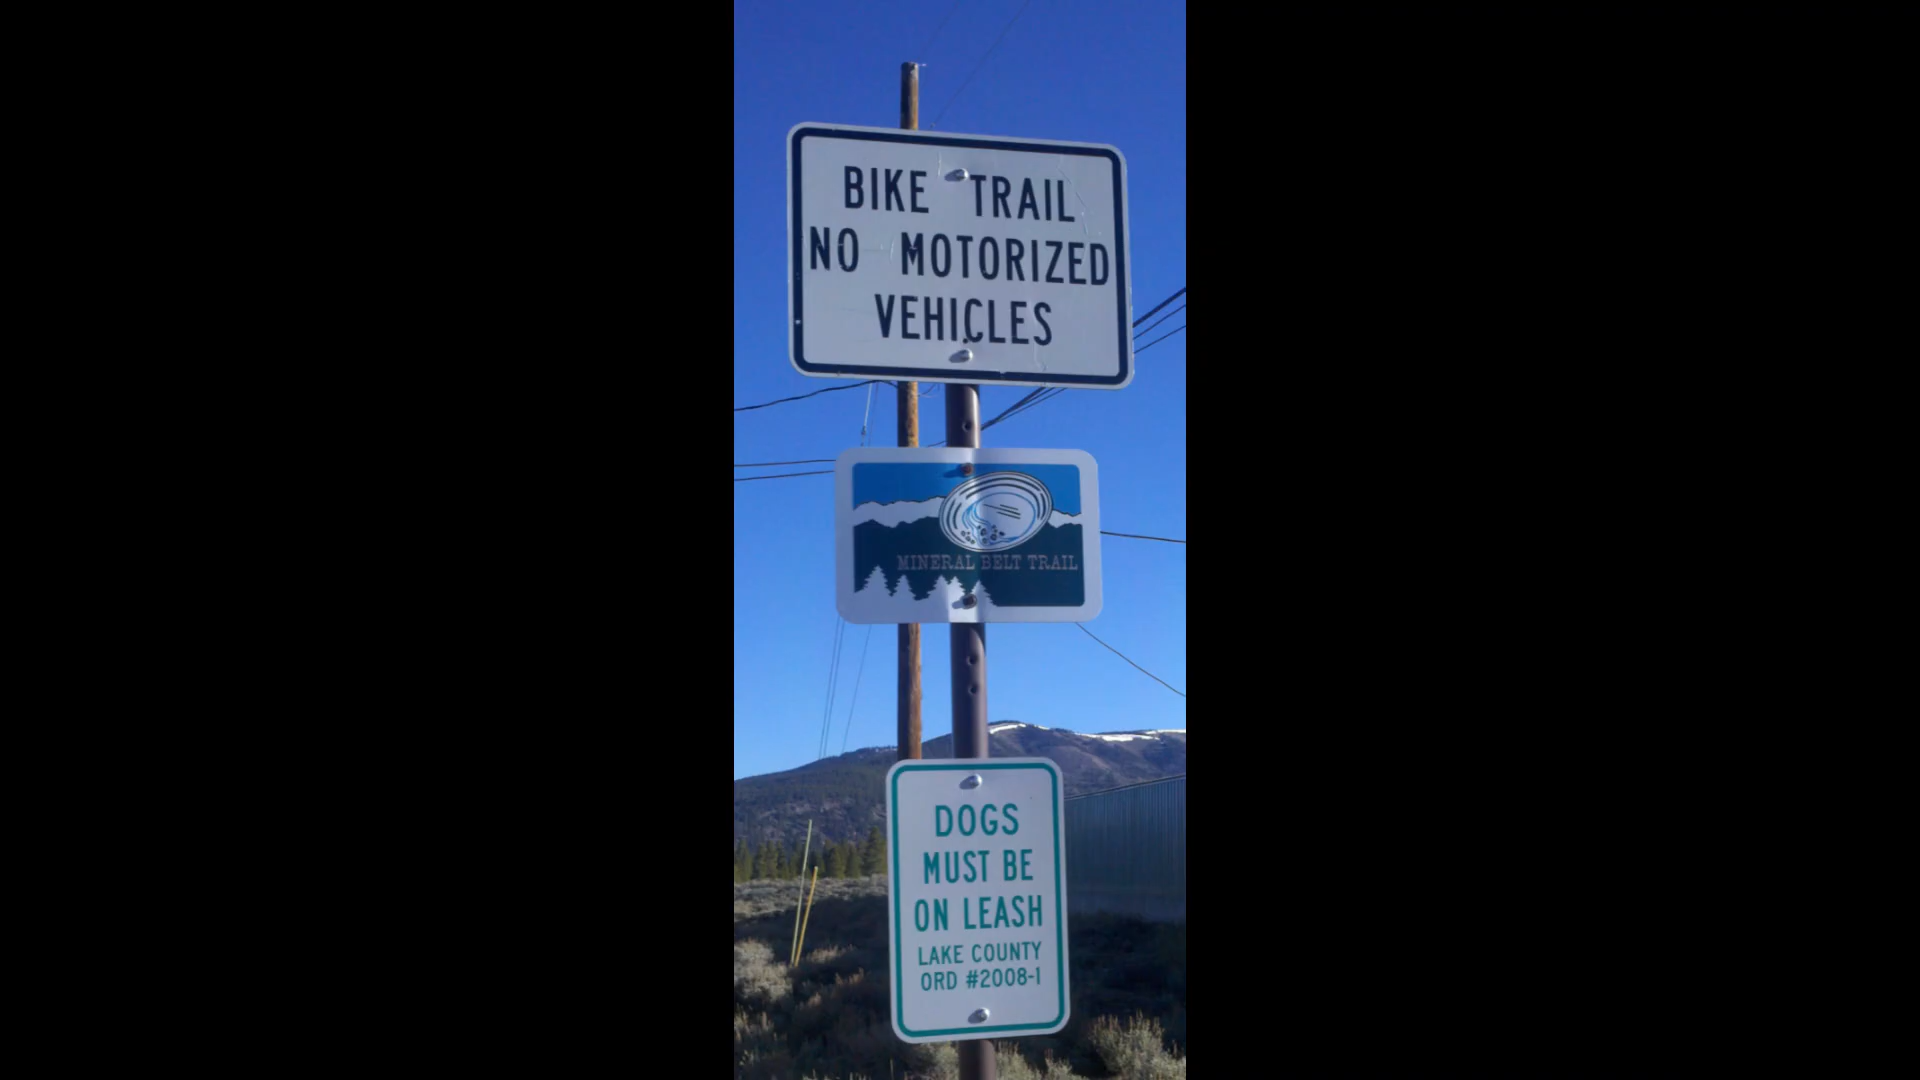 BIKE TRAIL
NO MOTORIZED
VEHICLES
MINERAL BELT TRAIL
DOGS
MUST BE
ON LEASH
LAKE COUNTY
ORD #2008-1